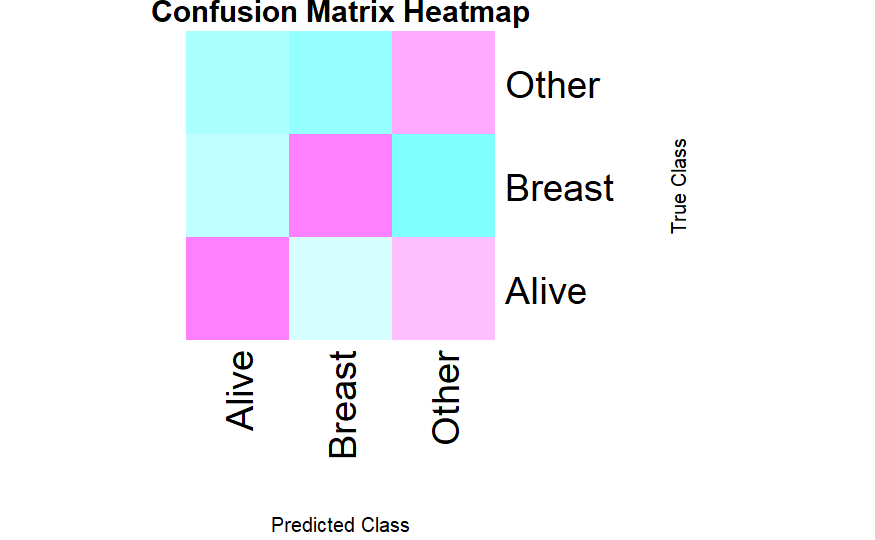 Confusion Matrix Heatmap
Other
Breast
Alive
True Class
Alive
Breast
Other
Predicted Class